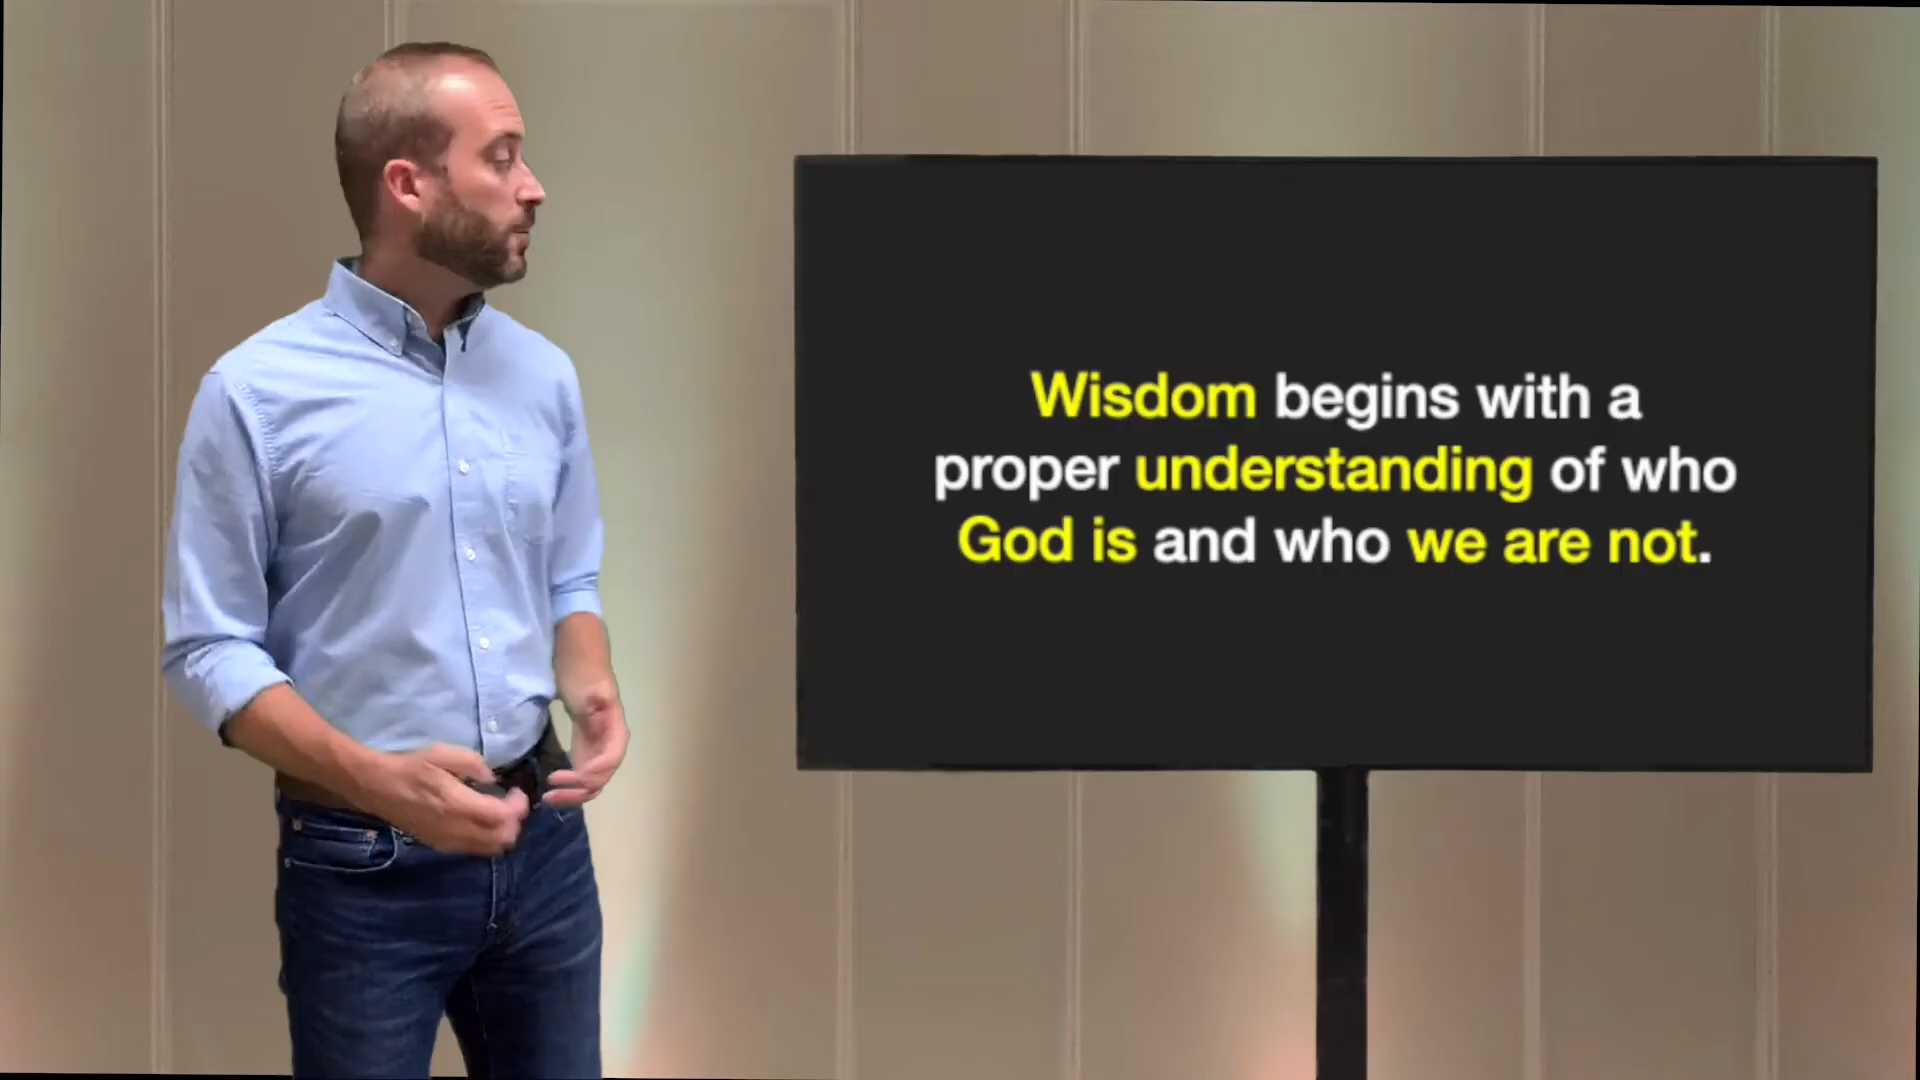 Wisdom begins with a
proper understanding of who
God is and who we are not.